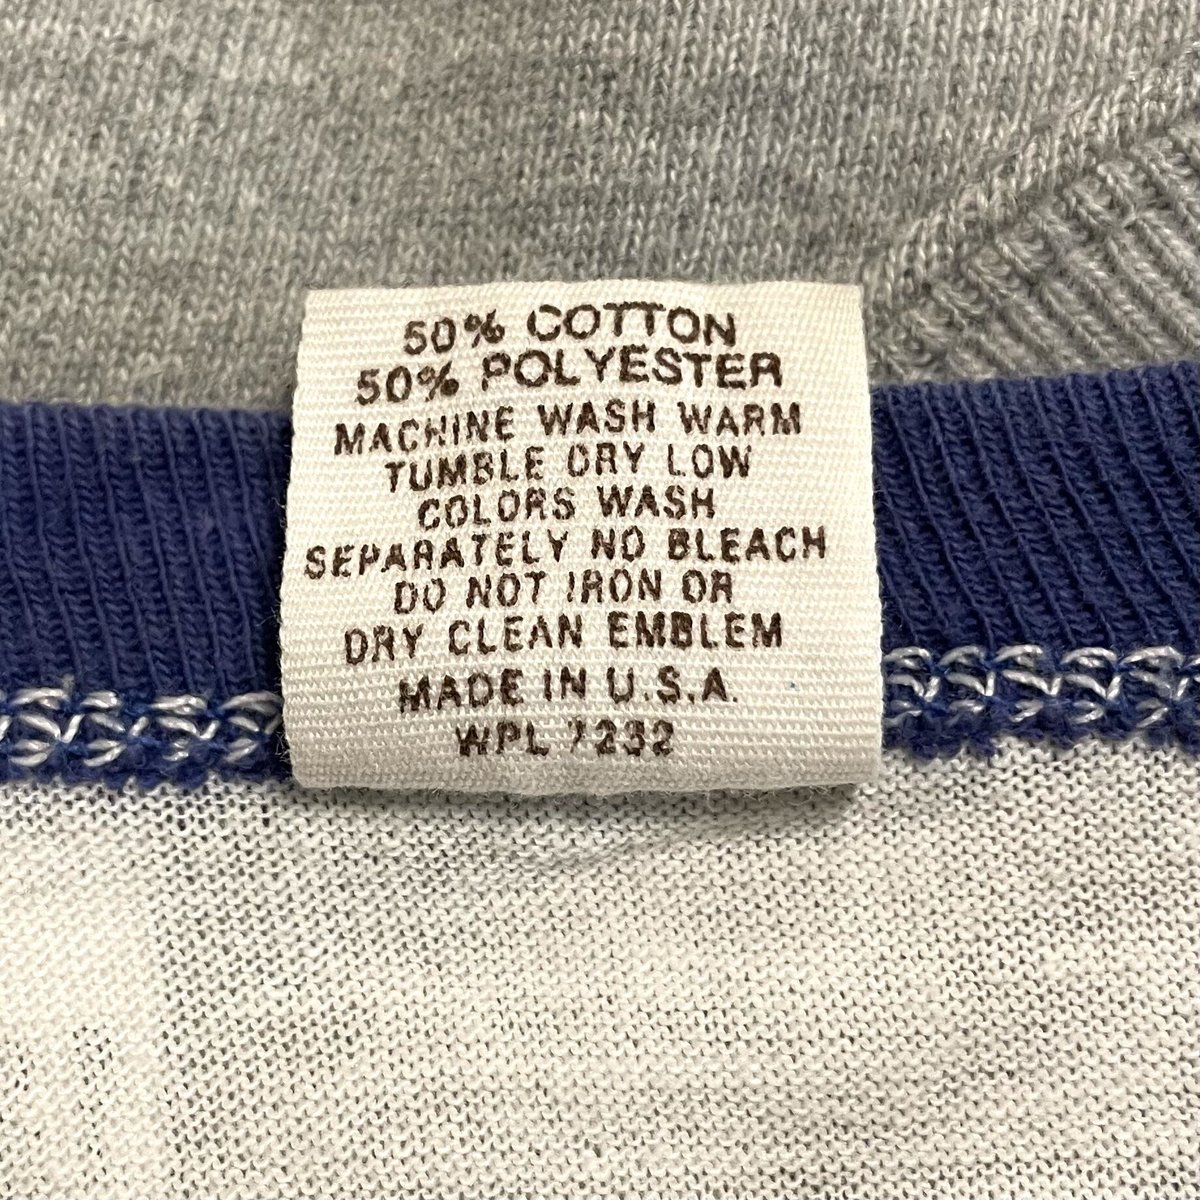 50% COTTON
50% POLYESTER
MACHINE WASH WARM
TUMBLE DRY LOW
COLORS WASH
SEPARATELY NO BLEACH
DO NOT IRON OR
DRY CLEAN EMBLEM
MADE IN U.S.A.
WPL 7232